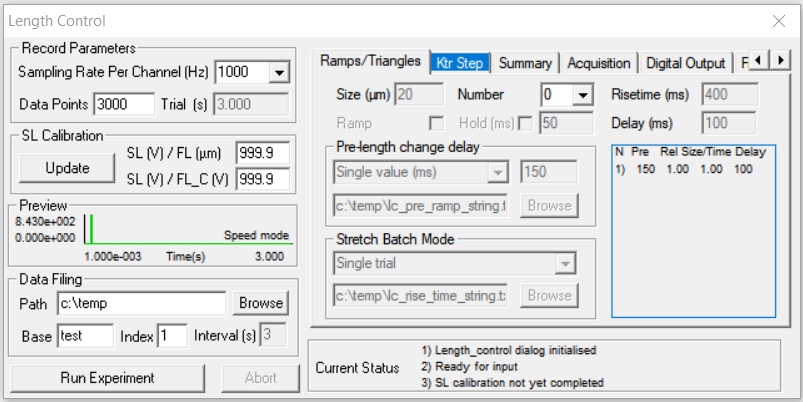 Length Control
Record Parameters
Sampling Rate Per Channel (Hz) 1000
Data Points 3000 Trial (s) 3.000
SL Calibration
Update
SL (V) / FL (µm) 999.9
SL (V) / FL_C (V) 999.9
Preview
8.430e+002
0.000e+000
Speed mode
1.000e-003 Time(s) 3.000
Data Filing
Path c:\temp Browse
Base test Index 1 Interval (s) 3
Run Experiment Abort
Ramps/Triangles Ktr Step Summary Acquisition Digital Output
Size (µm) 20 Number 0 Risetime (ms) 400
Ramp Hold (ms) 50 Delay (ms) 100
Pre-length change delay
Single value (ms) 150
c:\temp\lc_pre_ramp_string.t Browse
Stretch Batch Mode
Single trial
c:\temp\lc_rise_time_string.t Browse
N Pre Rel Size/Time Delay
1) 150 1.00 1.00 100
Current Status
1) Length_control dialog initialised
2) Ready for input
3) SL calibration not yet completed